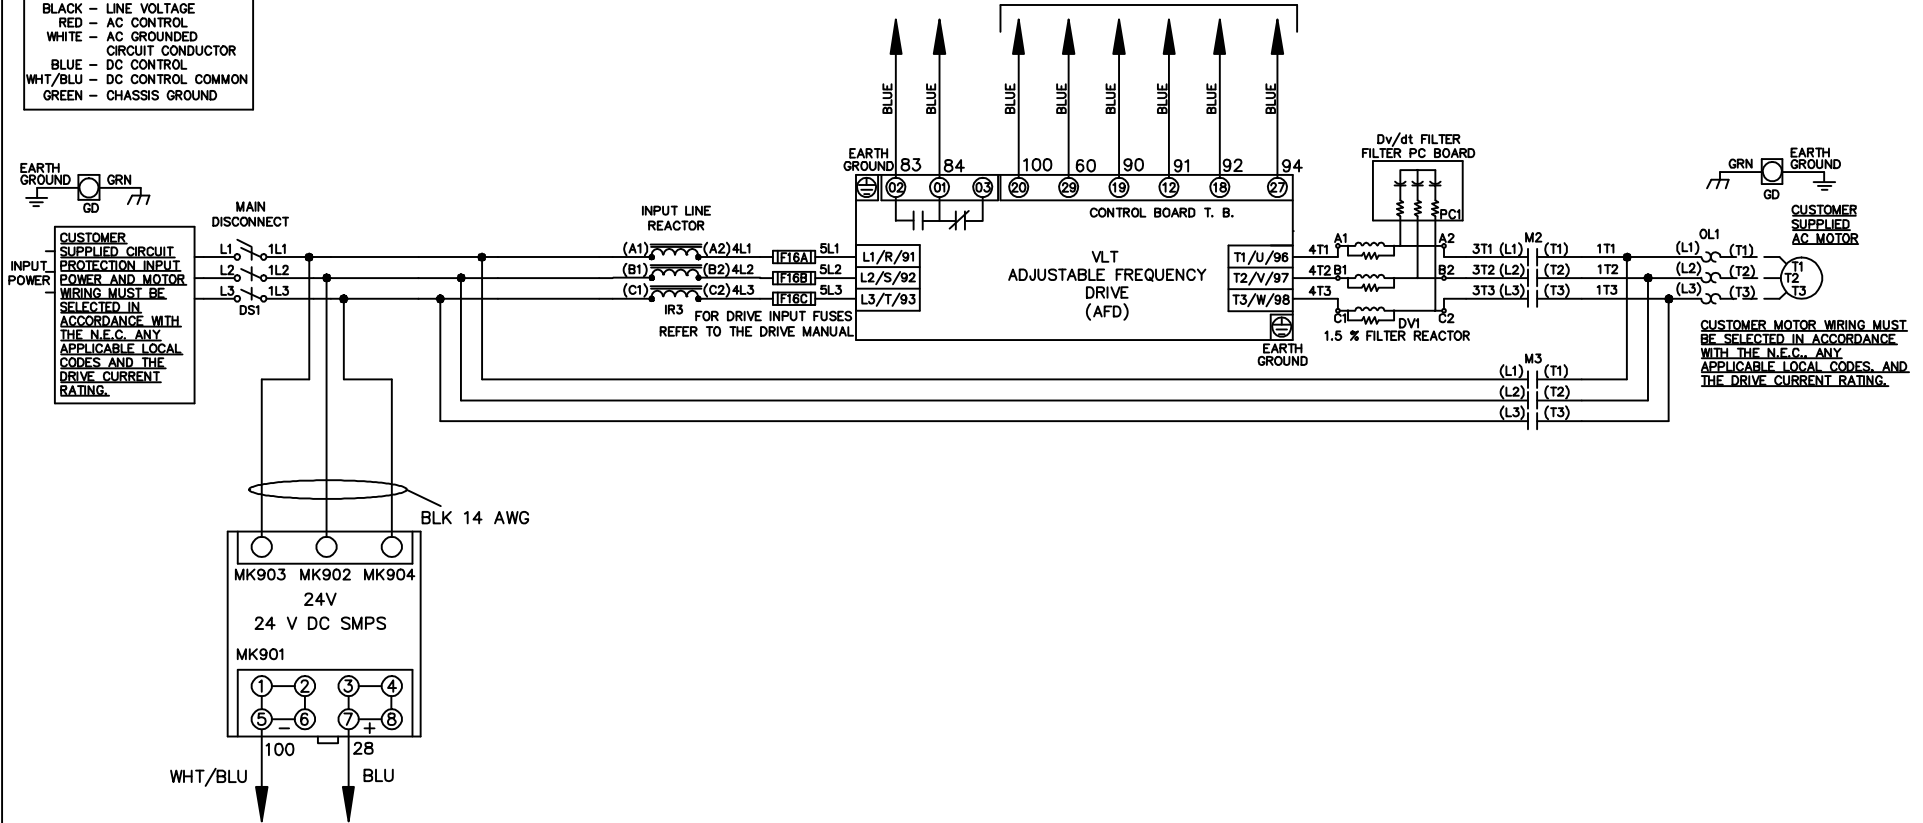 BLACK – LINE VOLTAGE
RED – AC CONTROL
WHITE – AC GROUNDED
CIRCUIT CONDUCTOR
BLUE – DC CONTROL
WHT/BLU – DC CONTROL COMMON
GREEN – CHASSIS GROUND
BLUE
BLUE
BLUE
BLUE
BLUE
BLUE
BLUE
BLUE
EARTH
GROUND
83
84
100
60
90
91
92
94
02
01
03
20
29
19
12
18
27
CONTROL BOARD T. B.
EARTH
GROUND
GRN
GD
MAIN
DISCONNECT
INPUT
POWER
CUSTOMER
SUPPLIED CIRCUIT
PROTECTION INPUT
POWER AND MOTOR
WIRING MUST BE
SELECTED IN
ACCORDANCE WITH
THE N.E.C. ANY
APPLICABLE LOCAL
CODES AND THE
DRIVE CURRENT
RATING.
L1 1L1
L2 1L2
L3 1L3
DS1
INPUT LINE
REACTOR
(A1) (A2) 4L1
(B1) (B2) 4L2
(C1) (C2) 4L3
IR3
IF16A 5L1
IF16B 5L2
IF16C 5L3
FOR DRIVE INPUT FUSES
REFER TO THE DRIVE MANUAL
L1/R/91
L2/S/92
L3/T/93
VLT
ADJUSTABLE FREQUENCY
DRIVE
(AFD)
T1/U/96
T2/V/97
T3/W/98
EARTH
GROUND
Dv/dt FILTER
FILTER PC BOARD
PC1
4T1 A1 A2
4T2 B1 B2
4T3 C1 C2
DV1
1.5 % FILTER REACTOR
M2
3T1 (L1) (T1) 1T1
3T2 (L2) (T2) 1T2
3T3 (L3) (T3) 1T3
OL1
(L1) (T1)
(L2) (T2)
(L3) (T3)
T1
T2
T3
GRN
GD
EARTH
GROUND
CUSTOMER
SUPPLIED
AC MOTOR
CUSTOMER MOTOR WIRING MUST
BE SELECTED IN ACCORDANCE
WITH THE N.E.C., ANY
APPLICABLE LOCAL CODES, AND
THE DRIVE CURRENT RATING.
M3
(L1) (T1)
(L2) (T2)
(L3) (T3)
BLK 14 AWG
MK903 MK902 MK904
24V
24 V DC SMPS
MK901
1 2 3 4
5 – 6 7 + 8
100 28
WHT/BLU BLU